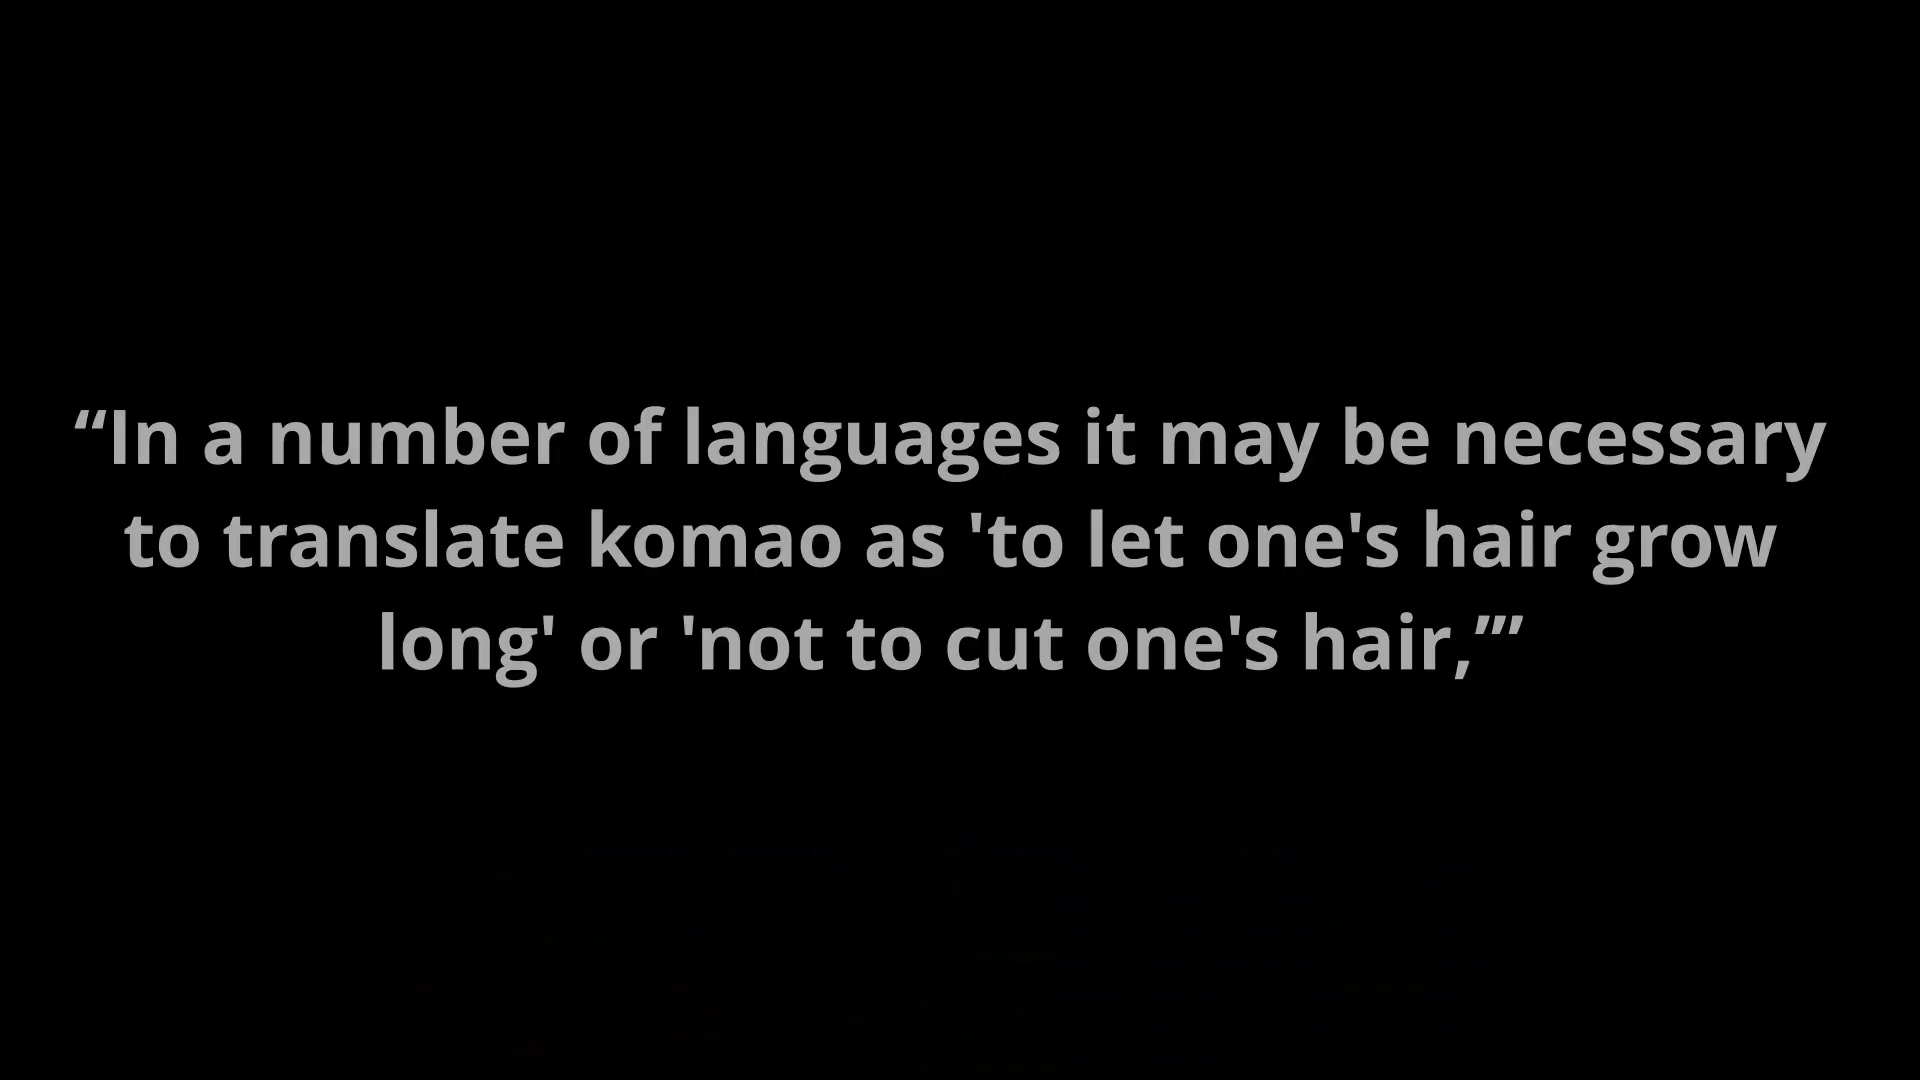 “In a number of languages it may be necessary
to translate komao as 'to let one's hair grow
long' or 'not to cut one's hair,’”